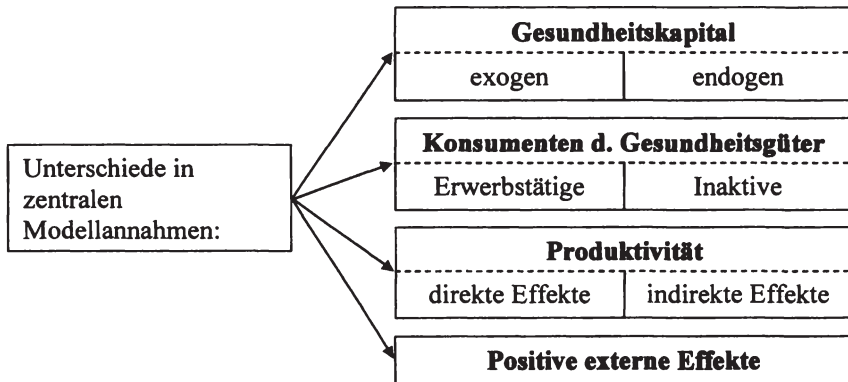 Unterschiede in
zentralen
Modellannahmen:
Gesundheitskapital
exogen endogen
Konsumenten d. Gesundheitsgüter
Erwerbstätige Inaktive
Produktivität
direkte Effekte indirekte Effekte
Positive externe Effekte